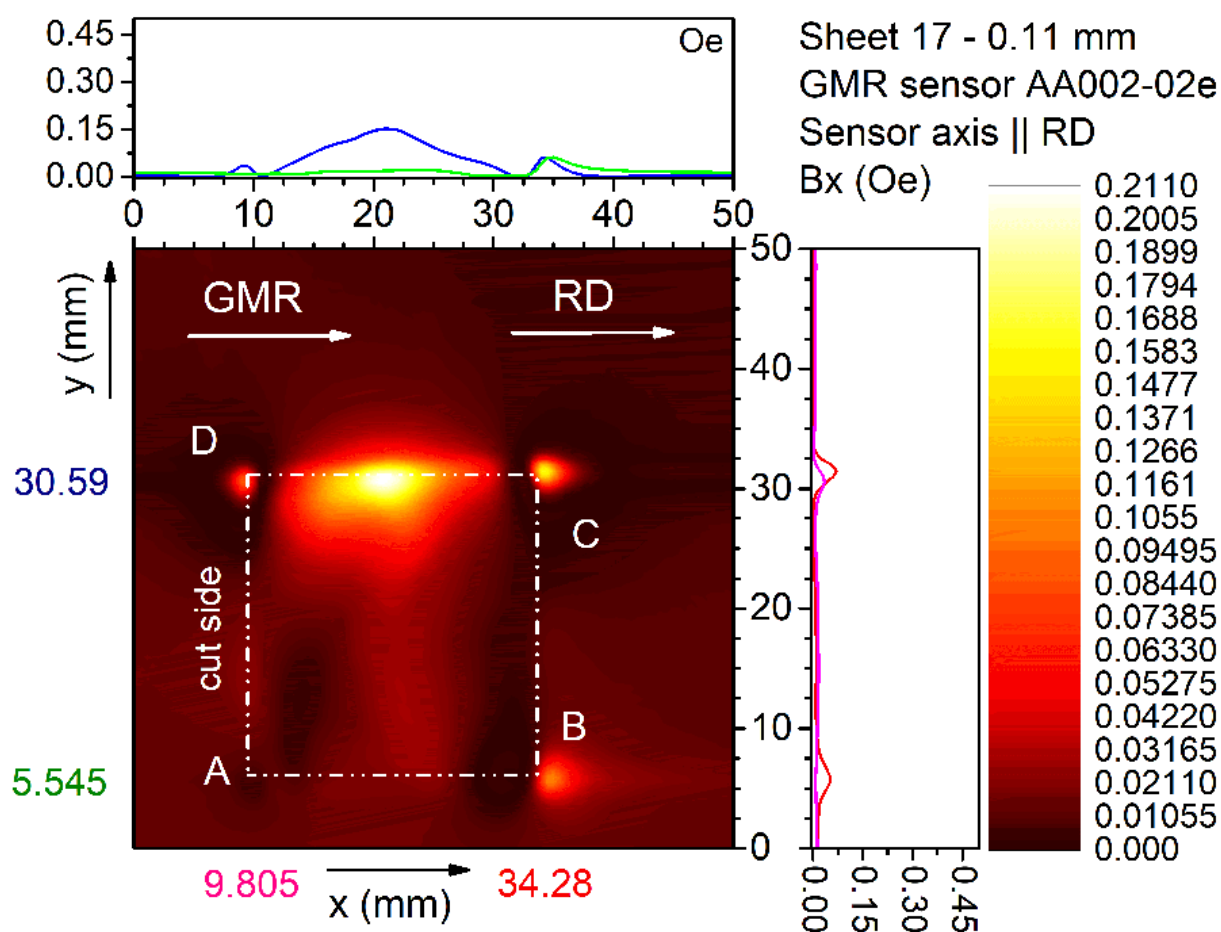 0.45
0.30
0.15
0.00
Oe
0 10 20 30 40 50
Sheet 17 - 0.11 mm
GMR sensor AA002-02e
Sensor axis || RD
Bx (Oe)
0.2110
0.2005
0.1899
0.1794
0.1688
0.1583
0.1477
0.1371
0.1266
0.1161
0.1055
0.09495
0.08440
0.07385
0.06330
0.05275
0.04220
0.03165
0.02110
0.01055
0.000
y (mm)
GMR
RD
D
C
cut side
A
B
30.59
5.545
50
40
30
20
10
0
9.805
34.28
x (mm)
0.00
0.15
0.30
0.45